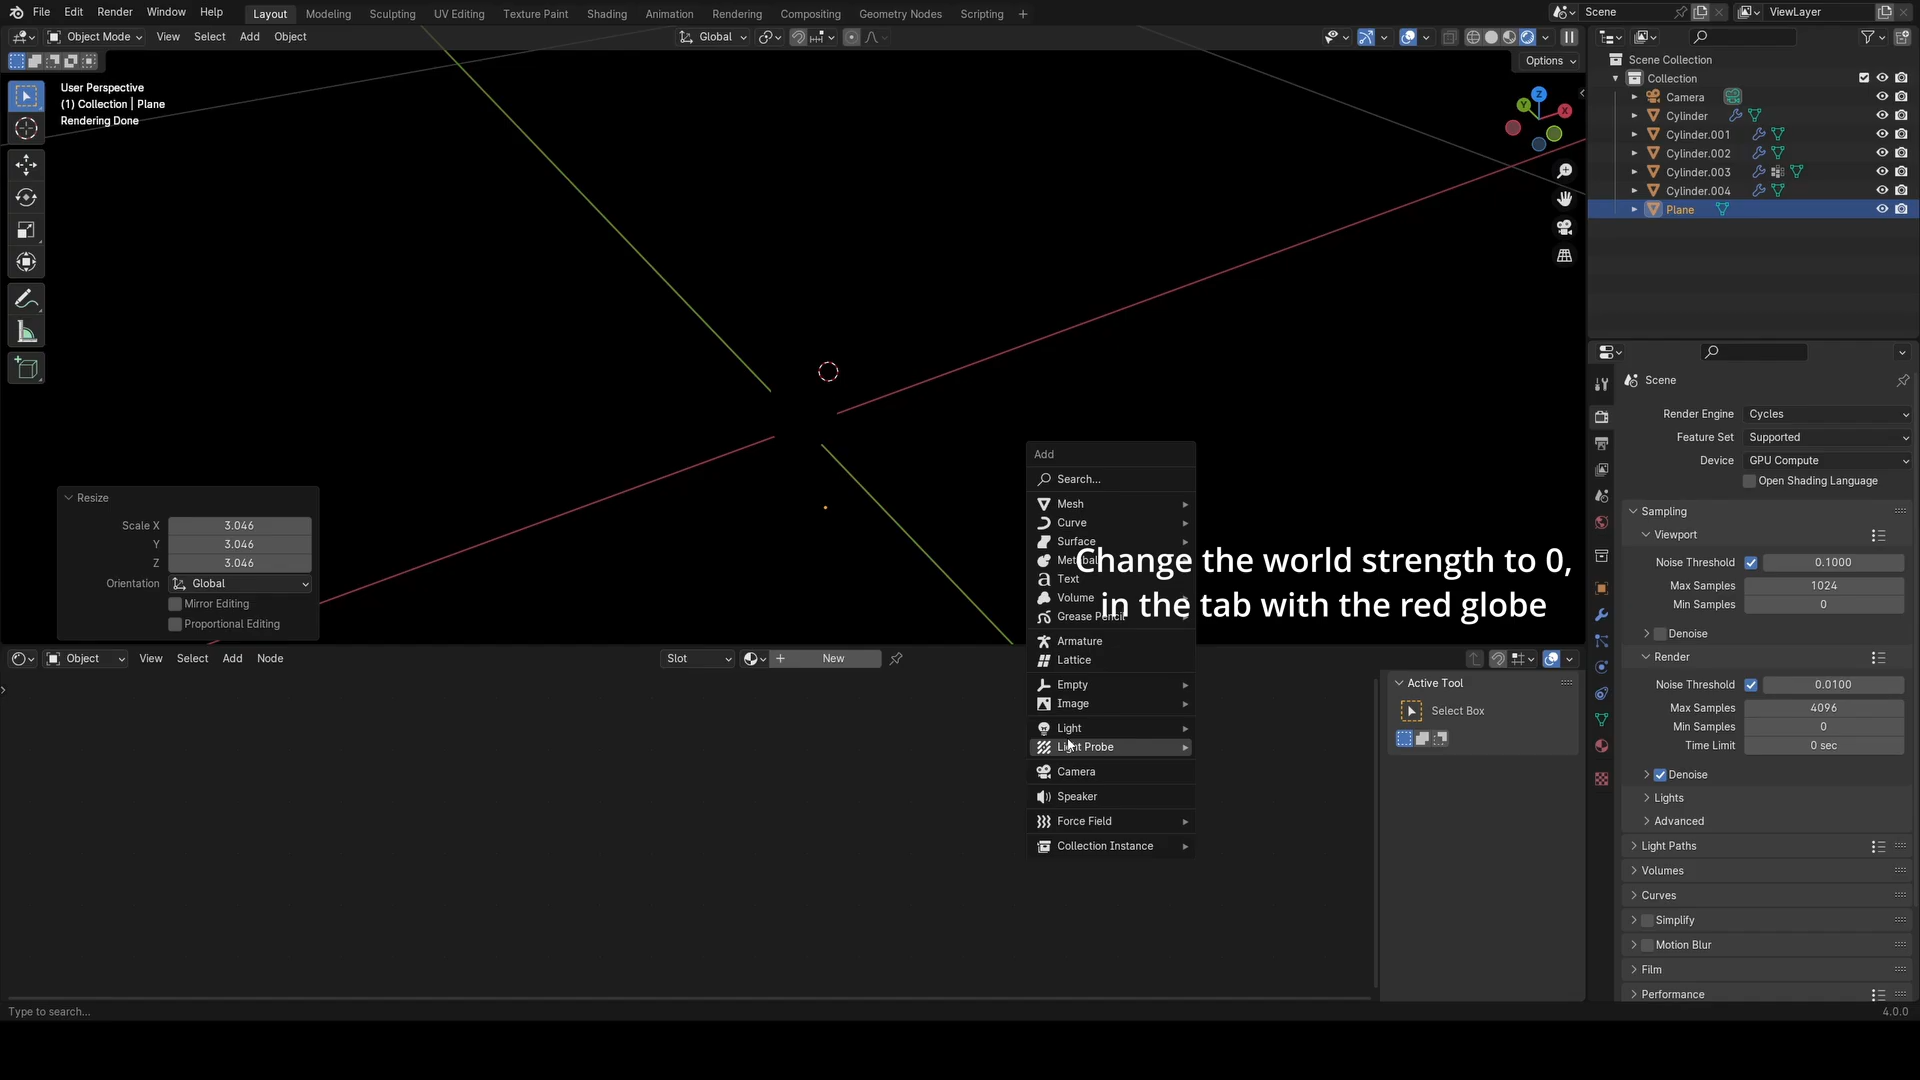 File Edit Render Window Help Layout Modeling Sculpting UV Editing Texture Paint Shading Animation Rendering Compositing Geometry Nodes Scripting + Scene ViewLayer
Object Mode View Select Add Object Global
Options
User Perspective
(1) Collection | Plane
Rendering Done
Z
Y
X
Resize
Scale X 3.046
Y 3.046
Z 3.046
Orientation Global
Mirror Editing
Proportional Editing
Add
Search...
Mesh
Curve
Surface
Metaball
Text
Volume
Grease Pencil
Armature
Lattice
Empty
Image
Light
Light Probe
Camera
Speaker
Force Field
Collection Instance
Change the world strength to 0,
in the tab with the red globe
Object View Select Add Node Slot New
Active Tool
Select Box
Type to search...
Scene Collection
Collection
Camera
Cylinder
Cylinder.001
Cylinder.002
Cylinder.003
Cylinder.004
Plane
Scene
Render Engine Cycles
Feature Set Supported
Device GPU Compute
Open Shading Language
Sampling
Viewport
Noise Threshold 0.1000
Max Samples 1024
Min Samples 0
Denoise
Render
Noise Threshold 0.0100
Max Samples 4096
Min Samples 0
Time Limit 0 sec
Denoise
Lights
Advanced
Light Paths
Volumes
Curves
Simplify
Motion Blur
Film
Performance
4.0.0